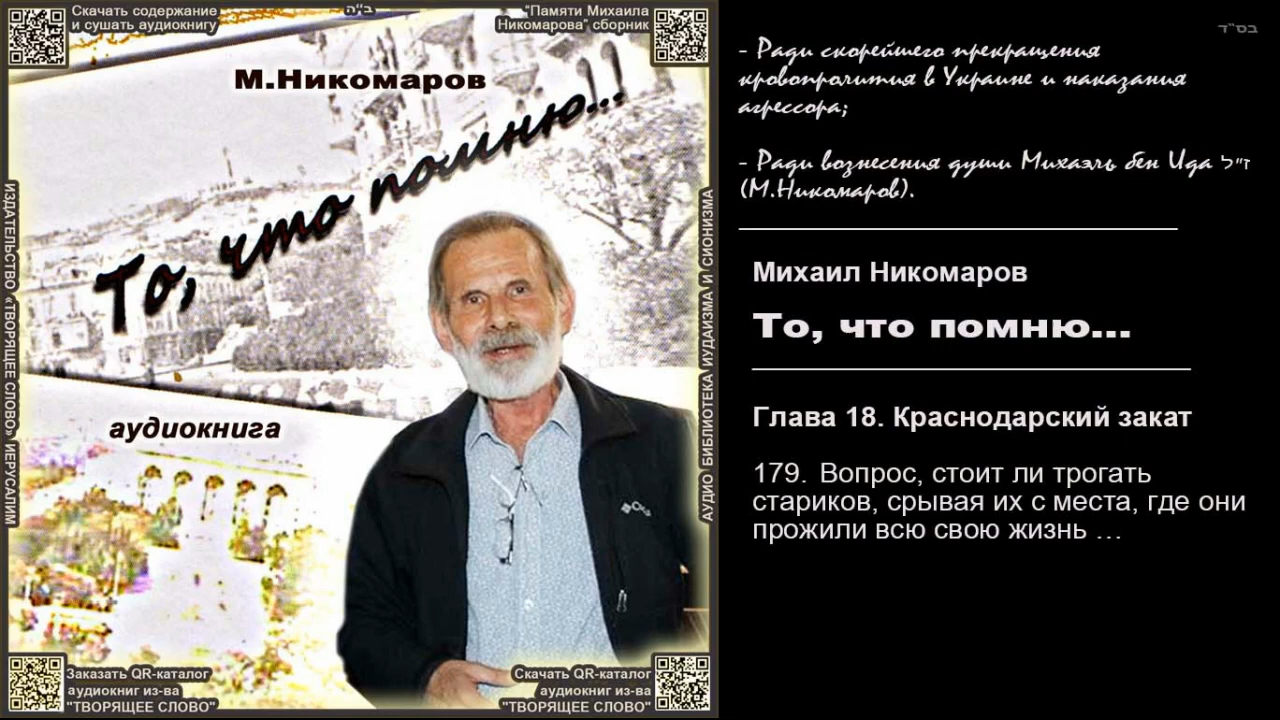 Скачать содержание
и сушать аудиокнигу
ב״ה
"Памяти Михаила
Никомарова" сборник
М.Никомаров
То, что помню...
аудиокнига
ИЗДАТЕЛЬСТВО «ТВОРЯЩЕЕ СЛОВО» ИЕРУСАЛИМ
АУДИО БИБЛИОТЕКА ИУДАИЗМА И СИОНИЗМА
Заказать QR-каталог
аудиокниг из-ва
"ТВОРЯЩЕЕ СЛОВО"
Скачать QR-каталог
аудиокниг из-ва
"ТВОРЯЩЕЕ СЛОВО"
בס״ד
- Ради скорейшего прекращения
кровопролития в Украине и наказания
агрессора;
- Ради вознесения души Михаэль бен Ида ז״ל
(М.Никомаров).
Михаил Никомаров
То, что помню...
Глава 18. Краснодарский закат
179. Вопрос, стоит ли трогать
стариков, срывая их с места, где они
прожили всю свою жизнь …